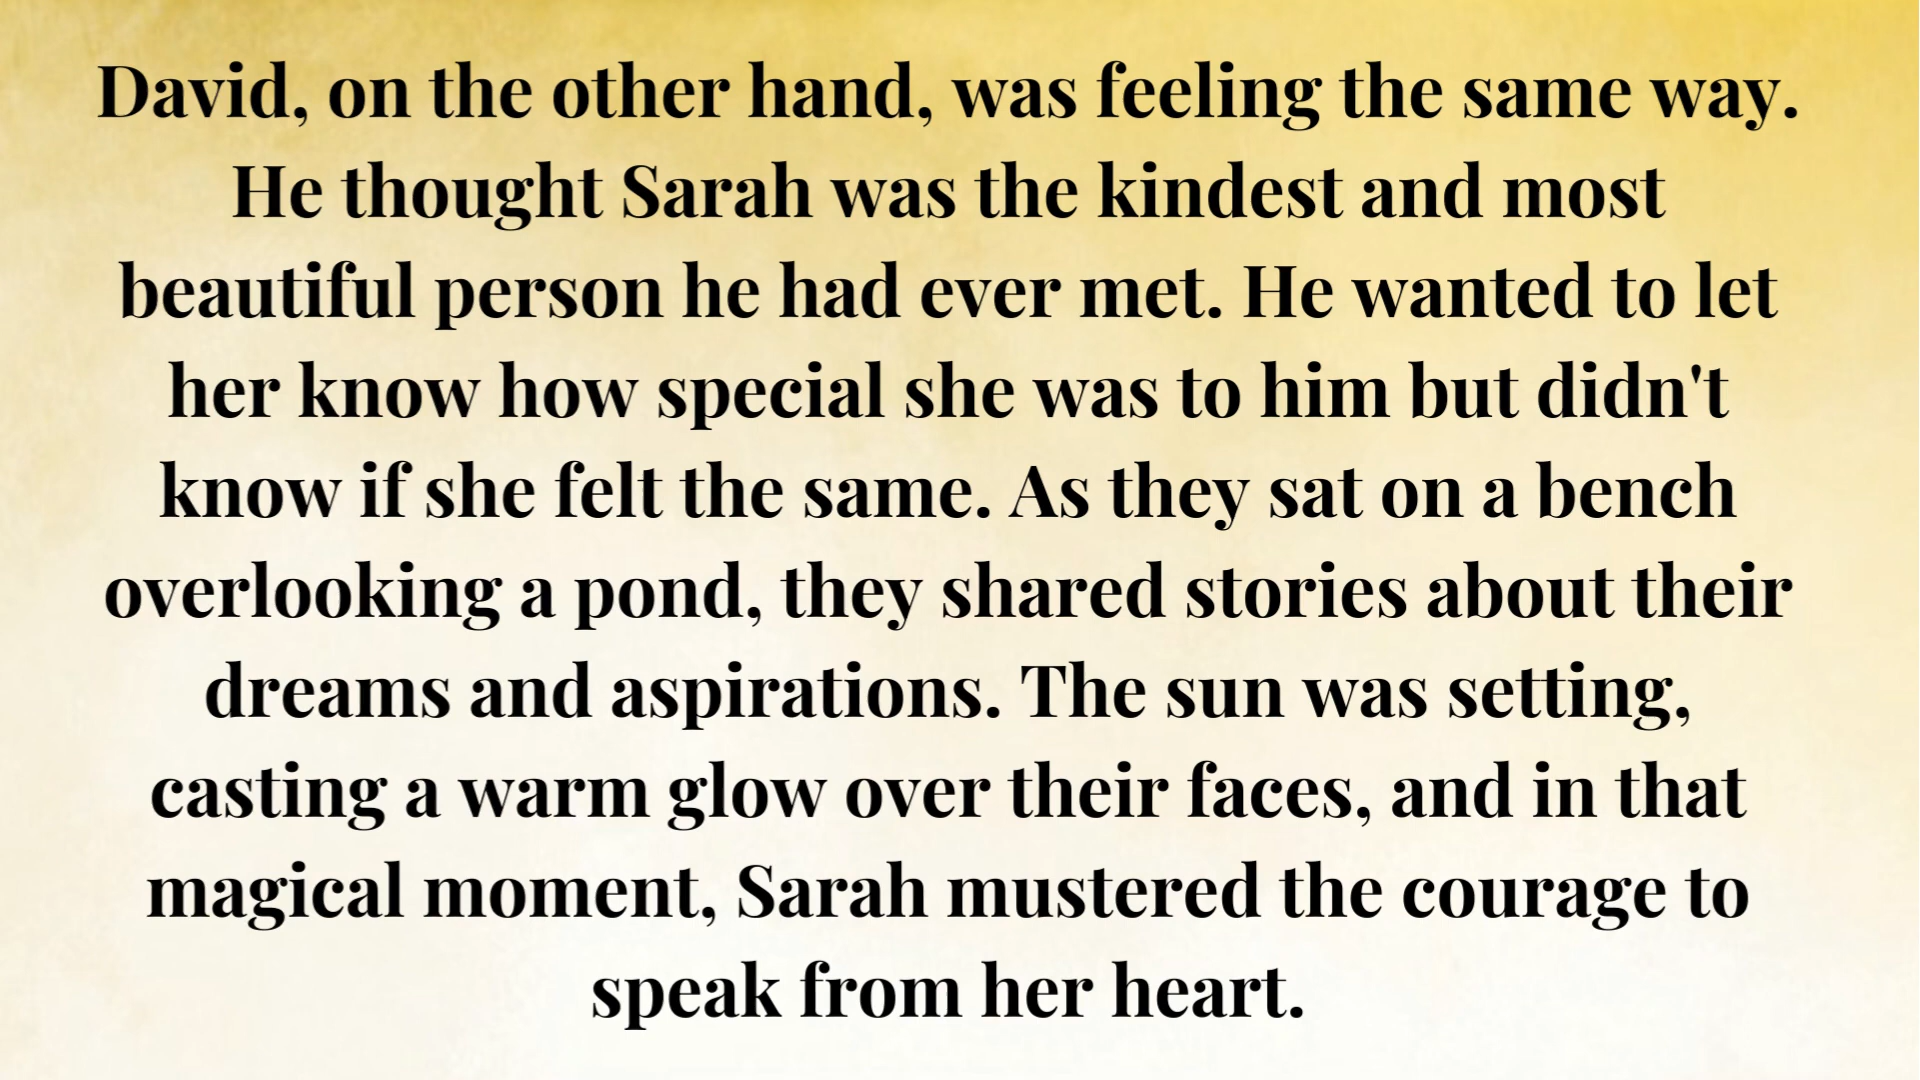 David, on the other hand, was feeling the same way.
He thought Sarah was the kindest and most
beautiful person he had ever met. He wanted to let
her know how special she was to him but didn't
know if she felt the same. As they sat on a bench
overlooking a pond, they shared stories about their
dreams and aspirations. The sun was setting,
casting a warm glow over their faces, and in that
magical moment, Sarah mustered the courage to
speak from her heart.